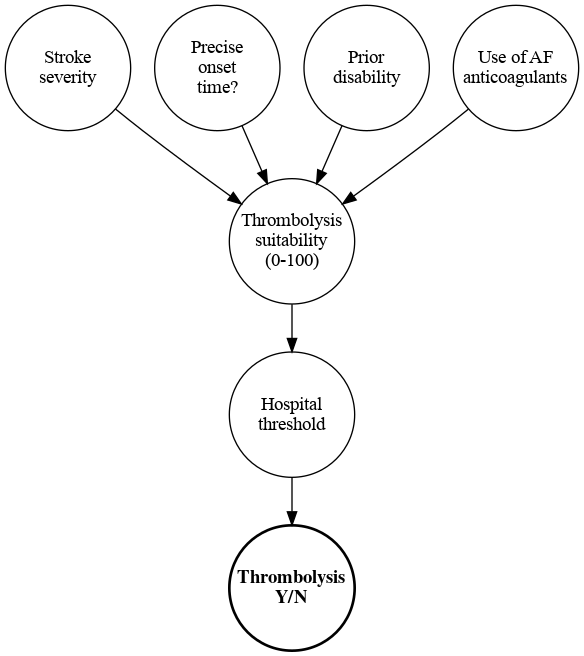 Stroke
severity
Precise
onset
time?
Prior
disability
Use of AF
anticoagulants
Thrombolysis
suitability
(0-100)
Hospital
threshold
Thrombolysis
Y/N